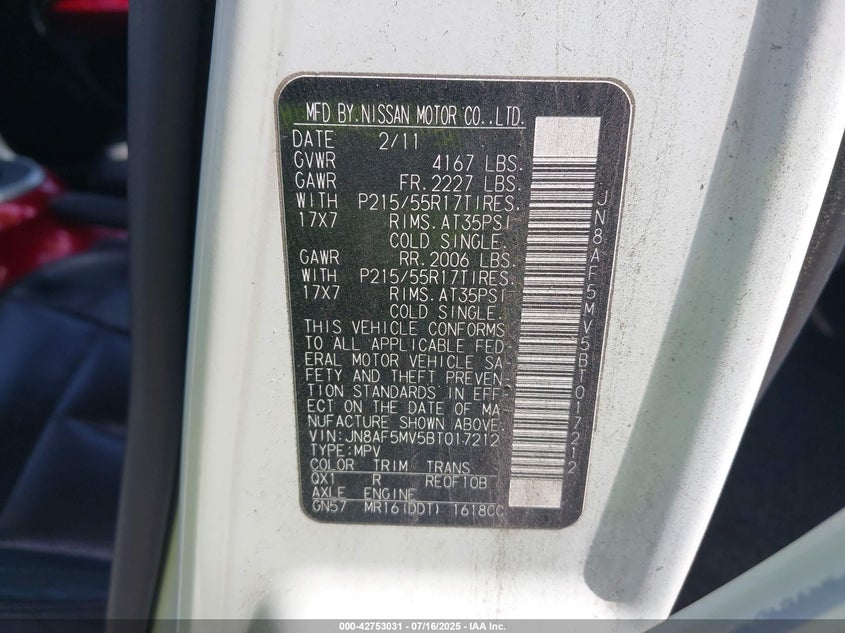 MFD BY.NISSAN MOTOR CO.,LTD.
DATE 2/11
GVWR 4167 LBS.
GAWR FR. 2227 LBS.
WITH P215/55R17TIRES.
17X7 RIMS. AT35PSI
COLD SINGLE.
GAWR RR. 2006 LBS.
WITH P215/55R17TIRES.
17X7 RIMS. AT35PSI
COLD SINGLE.
THIS VEHICLE CONFORMS
TO ALL APPLICABLE FED
ERAL MOTOR VEHICLE SA
FETY AND THEFT PREVEN
TION STANDARDS IN EFF
ECT ON THE DATE OF MA
NUFACTURE SHOWN ABOVE
VIN:JN8AF5MV5BT017212
TYPE:MPV
COLOR TRIM TRANS
QX1 R REOF10B
AXLE ENGINE
GN57 MR16(DDT) 1618CC
JN8AF5MV5BT017212
000-42753031 - 07/16/2025 - IAA Inc.